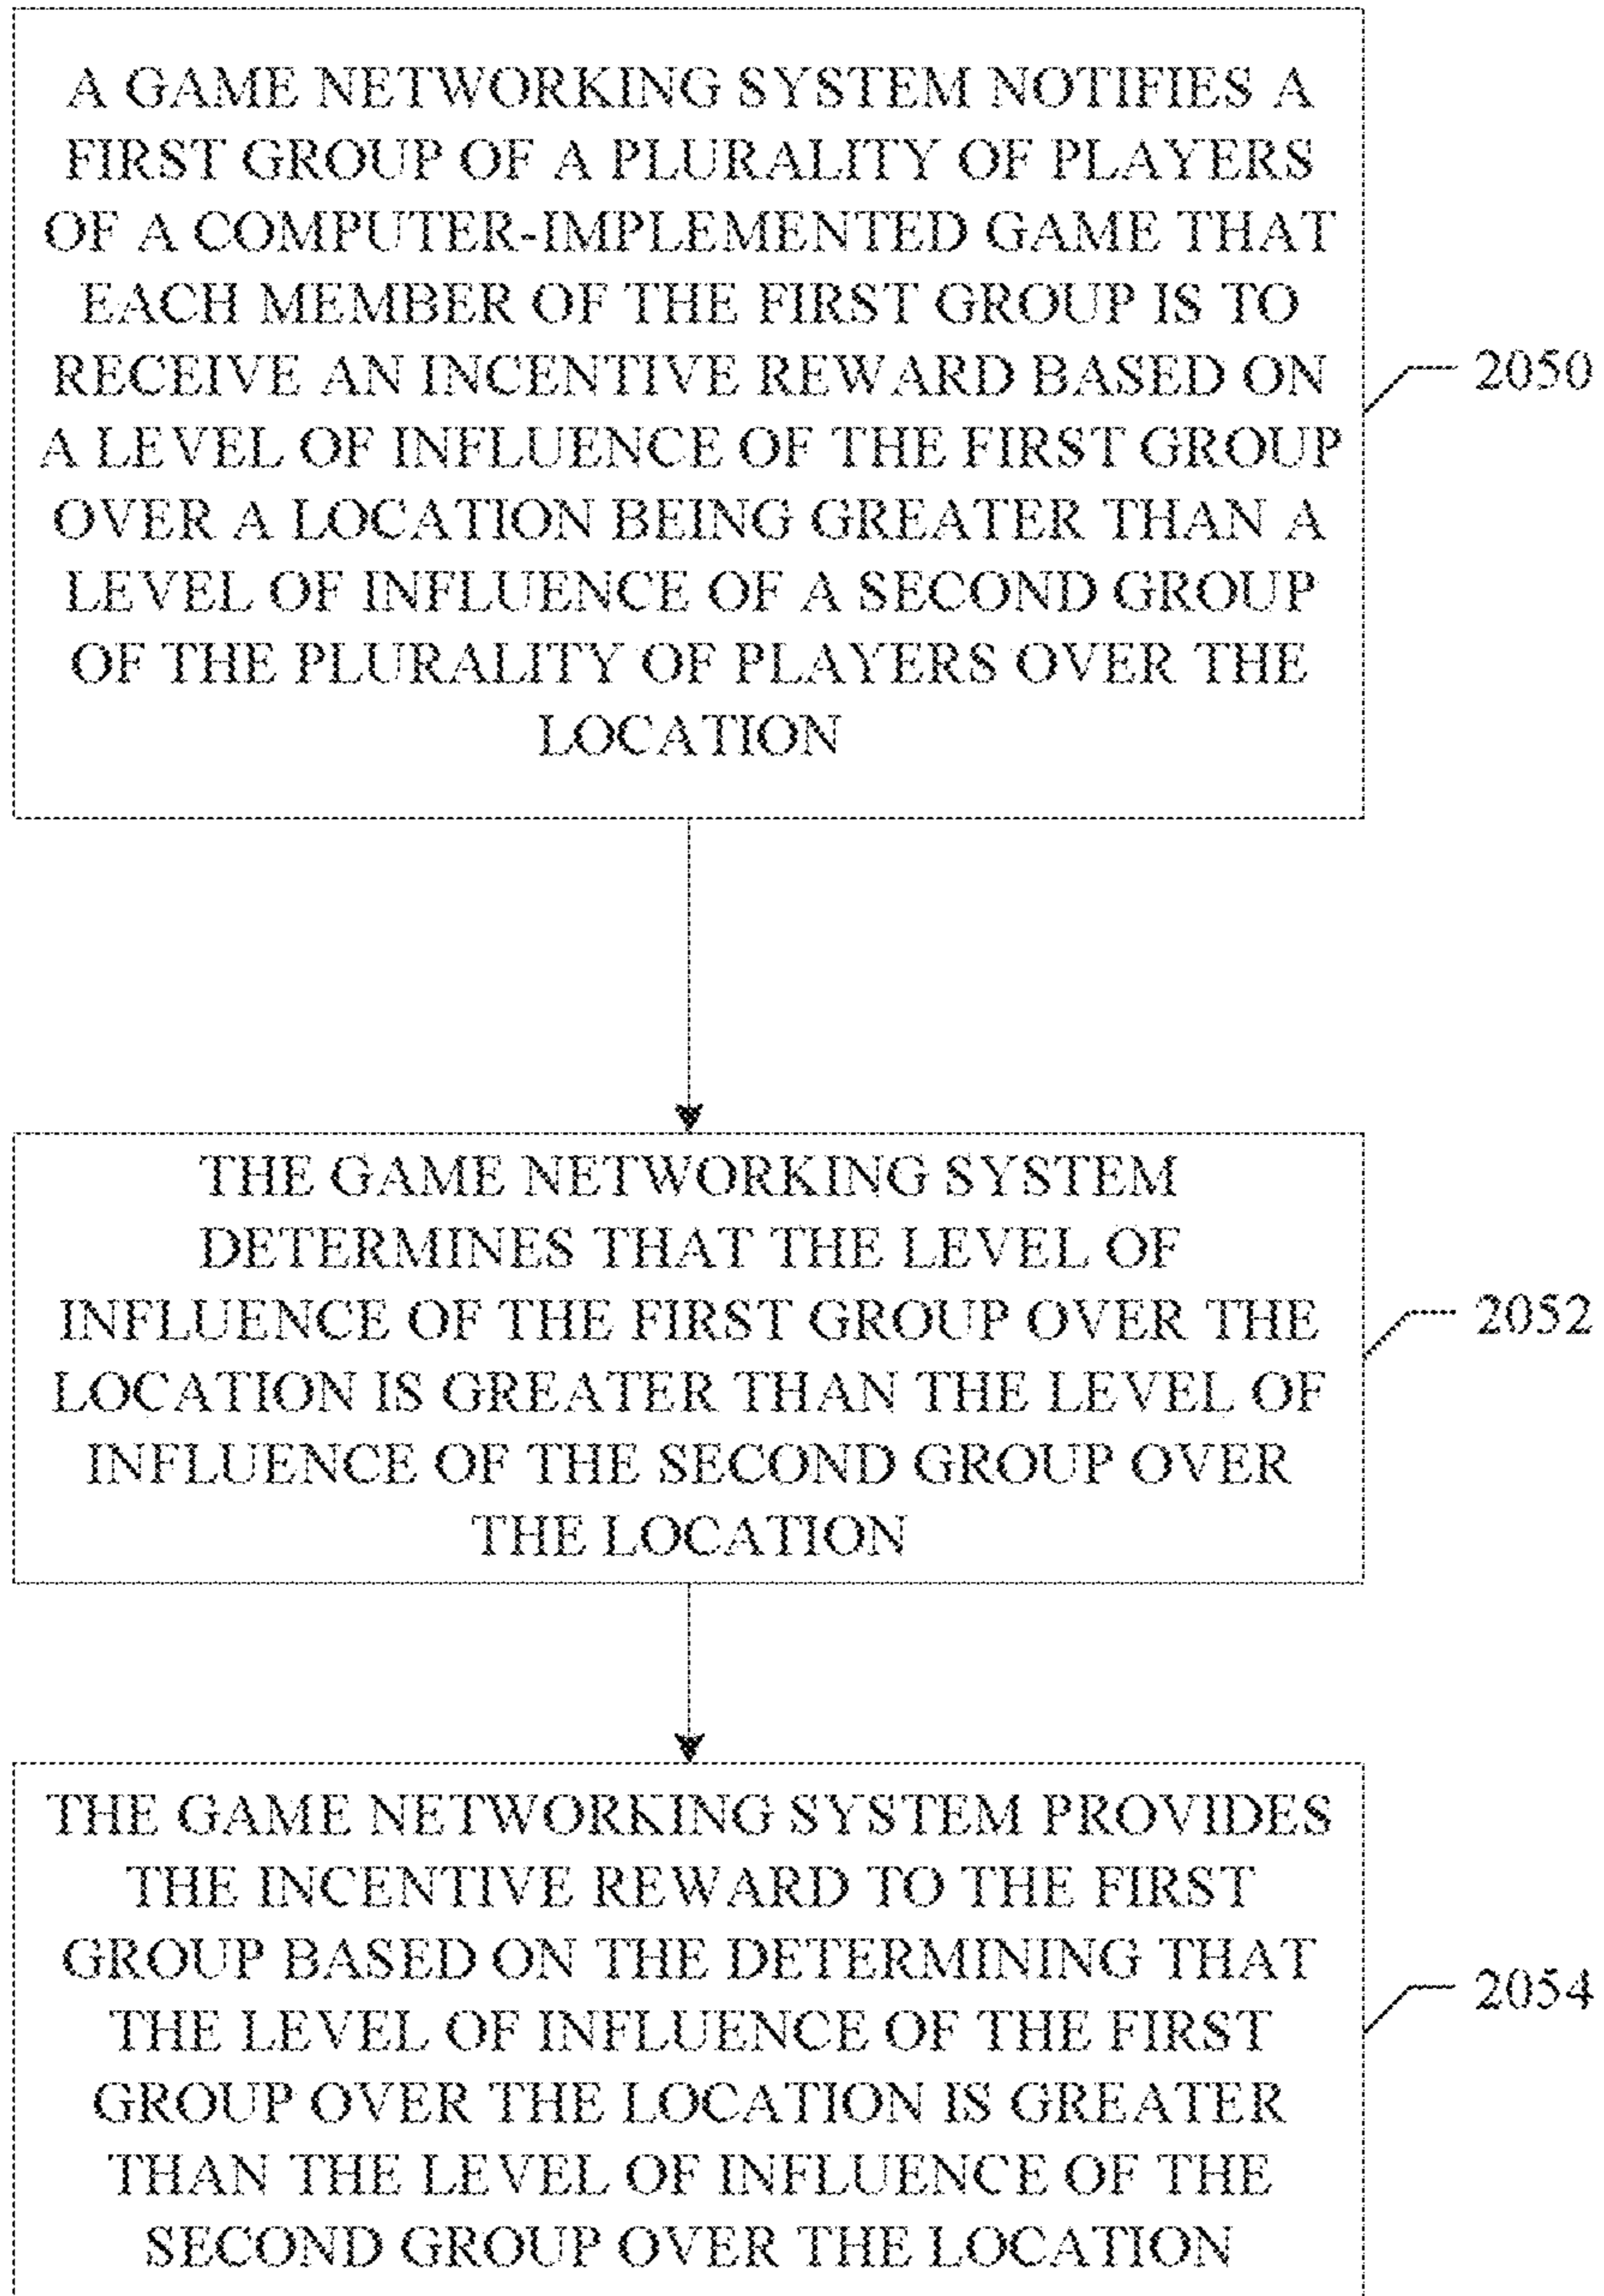 A GAME NETWORKING SYSTEM NOTIFIES A
FIRST GROUP OF A PLURALITY OF PLAYERS
OF A COMPUTER-IMPLEMENTED GAME THAT
EACH MEMBER OF THE FIRST GROUP IS TO
RECEIVE AN INCENTIVE REWARD BASED ON
A LEVEL OF INFLUENCE OF THE FIRST GROUP
OVER A LOCATION BEING GREATER THAN A
LEVEL OF INFLUENCE OF A SECOND GROUP
OF THE PLURALITY OF PLAYERS OVER THE
LOCATION
2050
THE GAME NETWORKING SYSTEM
DETERMINES THAT THE LEVEL OF
INFLUENCE OF THE FIRST GROUP OVER THE
LOCATION IS GREATER THAN THE LEVEL OF
INFLUENCE OF THE SECOND GROUP OVER
THE LOCATION
2052
THE GAME NETWORKING SYSTEM PROVIDES
THE INCENTIVE REWARD TO THE FIRST
GROUP BASED ON THE DETERMINING THAT
THE LEVEL OF INFLUENCE OF THE FIRST
GROUP OVER THE LOCATION IS GREATER
THAN THE LEVEL OF INFLUENCE OF THE
SECOND GROUP OVER THE LOCATION
2054